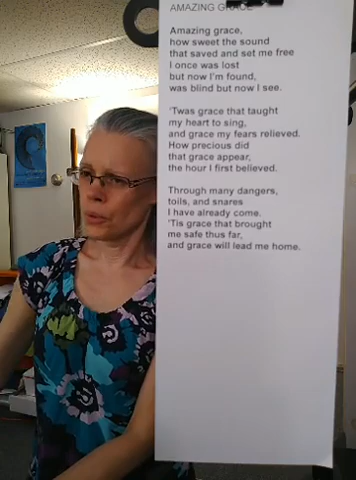 AMAZING GRACE
Amazing grace,
how sweet the sound
that saved and set me free
I once was lost
but now I'm found,
was blind but now I see.
'Twas grace that taught
my heart to sing,
and grace my fears relieved.
How precious did
that grace appear,
the hour I first believed.
Through many dangers,
toils, and snares
I have already come.
'Tis grace that brought
me safe thus far,
and grace will lead me home.